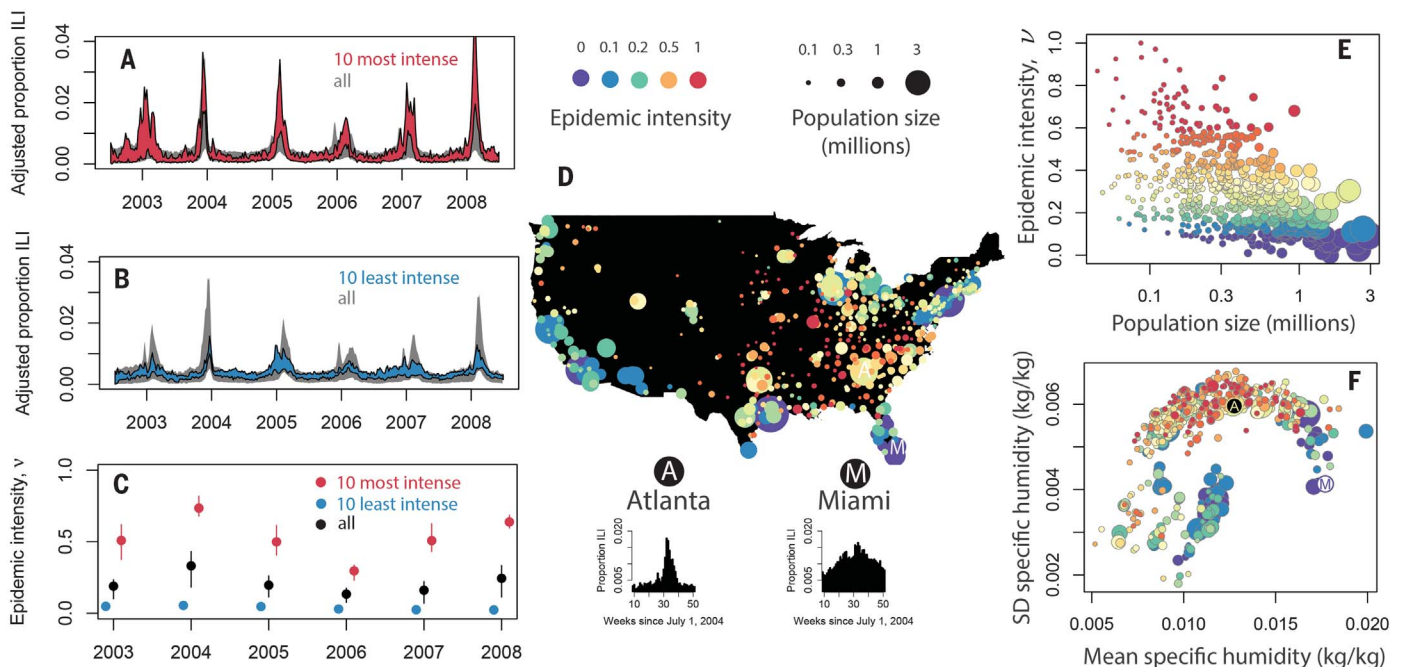 A
10 most intense
all
Adjusted proportion ILI
0.04
0.02
0.00
2003 2004 2005 2006 2007 2008
B
10 least intense
all
Adjusted proportion ILI
0.04
0.02
0.00
2003 2004 2005 2006 2007 2008
C
10 most intense
10 least intense
all
Epidemic intensity, ν
1.0
0.5
0.0
2003 2004 2005 2006 2007 2008
0 0.1 0.2 0.5 1
Epidemic intensity
0.1 0.3 1 3
Population size
(millions)
D
A
M
A
Atlanta
Proportion ILI
0.020
0.005
10 30 50
Weeks since July 1, 2004
M
Miami
Proportion ILI
0.020
0.005
10 30 50
Weeks since July 1, 2004
E
Epidemic intensity, ν
1.0
0.8
0.6
0.4
0.2
0.0
0.1 0.3 1 3
Population size (millions)
F
A
M
SD specific humidity (kg/kg)
0.006
0.004
0.002
0.005 0.010 0.015 0.020
Mean specific humidity (kg/kg)